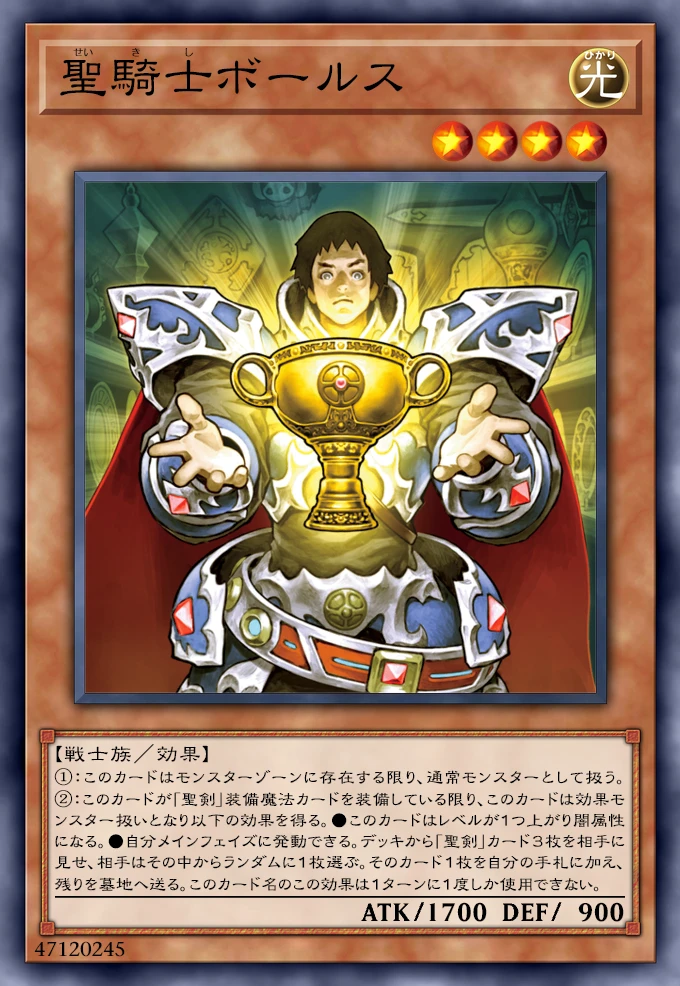 せいきし
聖騎士ボールス
ひかり
光
【戦士族／効果】
①：このカードはモンスターゾーンに存在する限り、通常モンスターとして扱う。
②：このカードが「聖剣」装備魔法カードを装備している限り、このカードは効果モ
ンスター扱いとなり以下の効果を得る。●このカードはレベルが１つ上がり闇属性
になる。●自分メインフェイズに発動できる。デッキから「聖剣」カード３枚を相手に
見せ、相手はその中からランダムに１枚選ぶ。そのカード１枚を自分の手札に加え、
残りを墓地へ送る。このカード名のこの効果は１ターンに１度しか使用できない。
ATK/1700 DEF/ 900
47120245